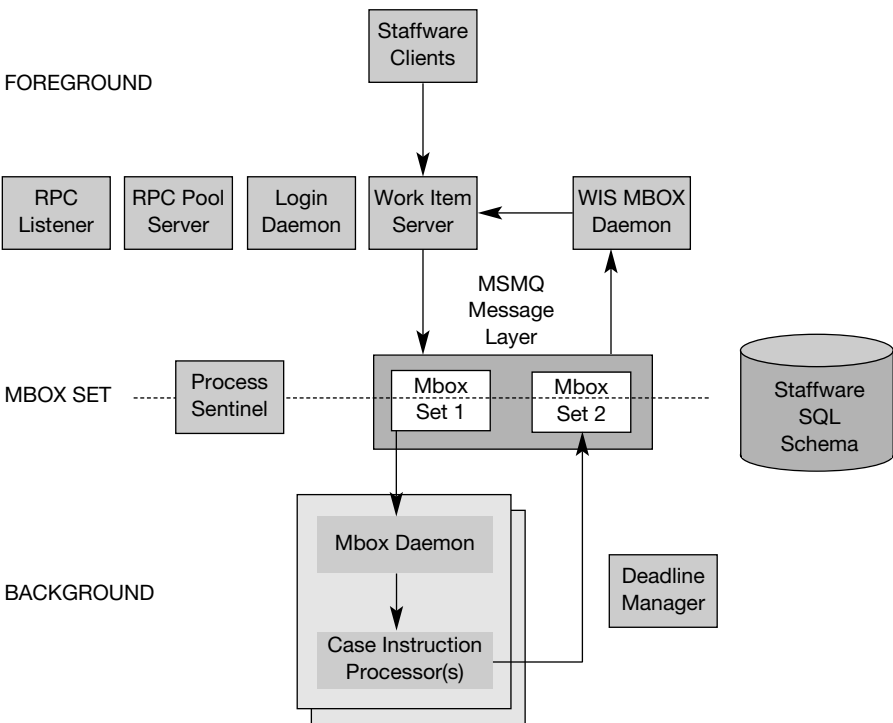 Staffware
Clients
FOREGROUND
RPC
Listener
RPC Pool
Server
Login
Daemon
Work Item
Server
WIS MBOX
Daemon
MSMQ
Message
Layer
MBOX SET
Process
Sentinel
Mbox
Set 1
Mbox
Set 2
Staffware
SQL
Schema
Mbox Daemon
BACKGROUND
Deadline
Manager
Case Instruction
Processor(s)